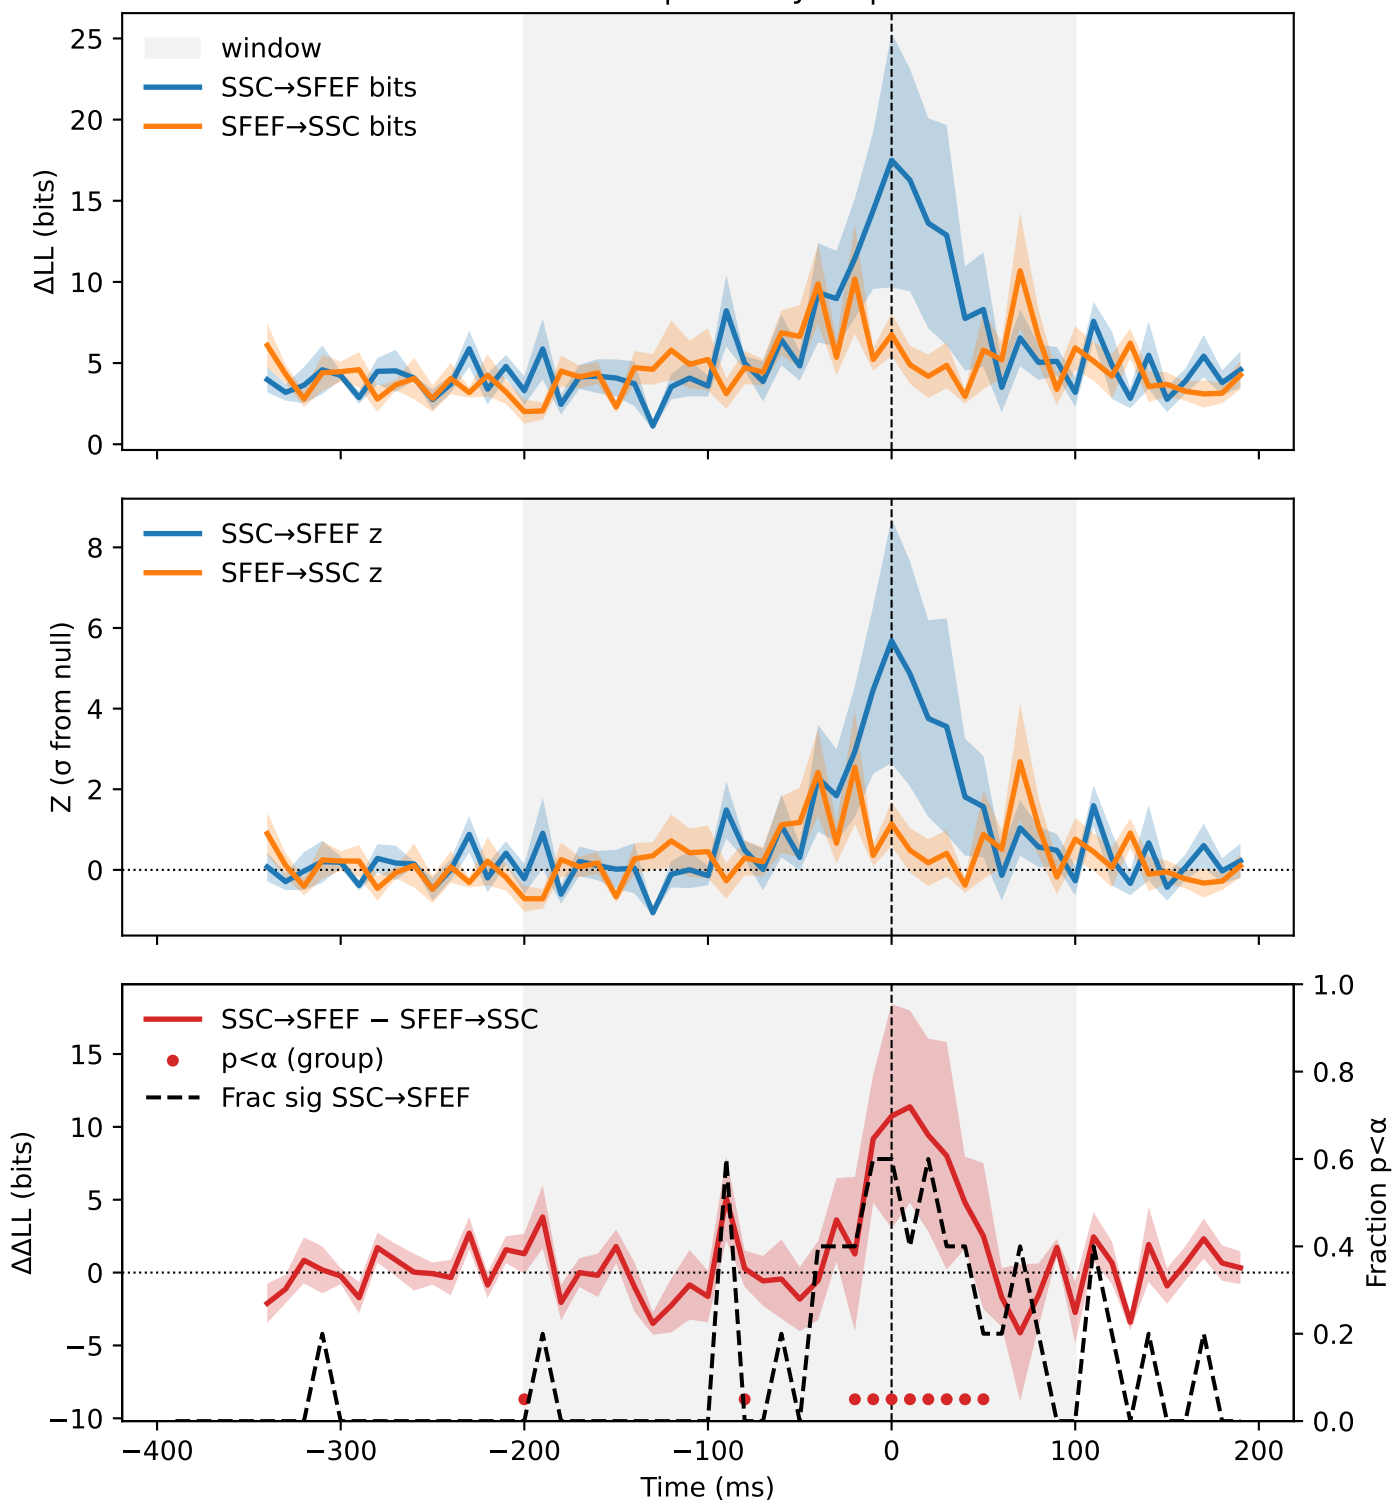 25
20
15
10
5
0
ΔLL (bits)
window
SSC→SFEF bits
SFEF→SSC bits
8
6
4
2
0
Z (σ from null)
SSC→SFEF z
SFEF→SSC z
15
10
5
0
−5
−10
ΔΔLL (bits)
SSC→SFEF − SFEF→SSC
p<α (group)
Frac sig SSC→SFEF
1.0
0.8
0.6
0.4
0.2
0.0
Fraction p<α
−400 −300 −200 −100 0 100 200
Time (ms)